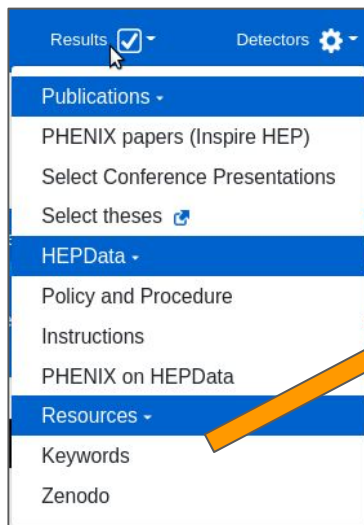 Results Detectors
Publications
PHENIX papers (Inspire HEP)
Select Conference Presentations
Select theses
HEPData
Policy and Procedure
Instructions
PHENIX on HEPData
Resources
Keywords
Zenodo